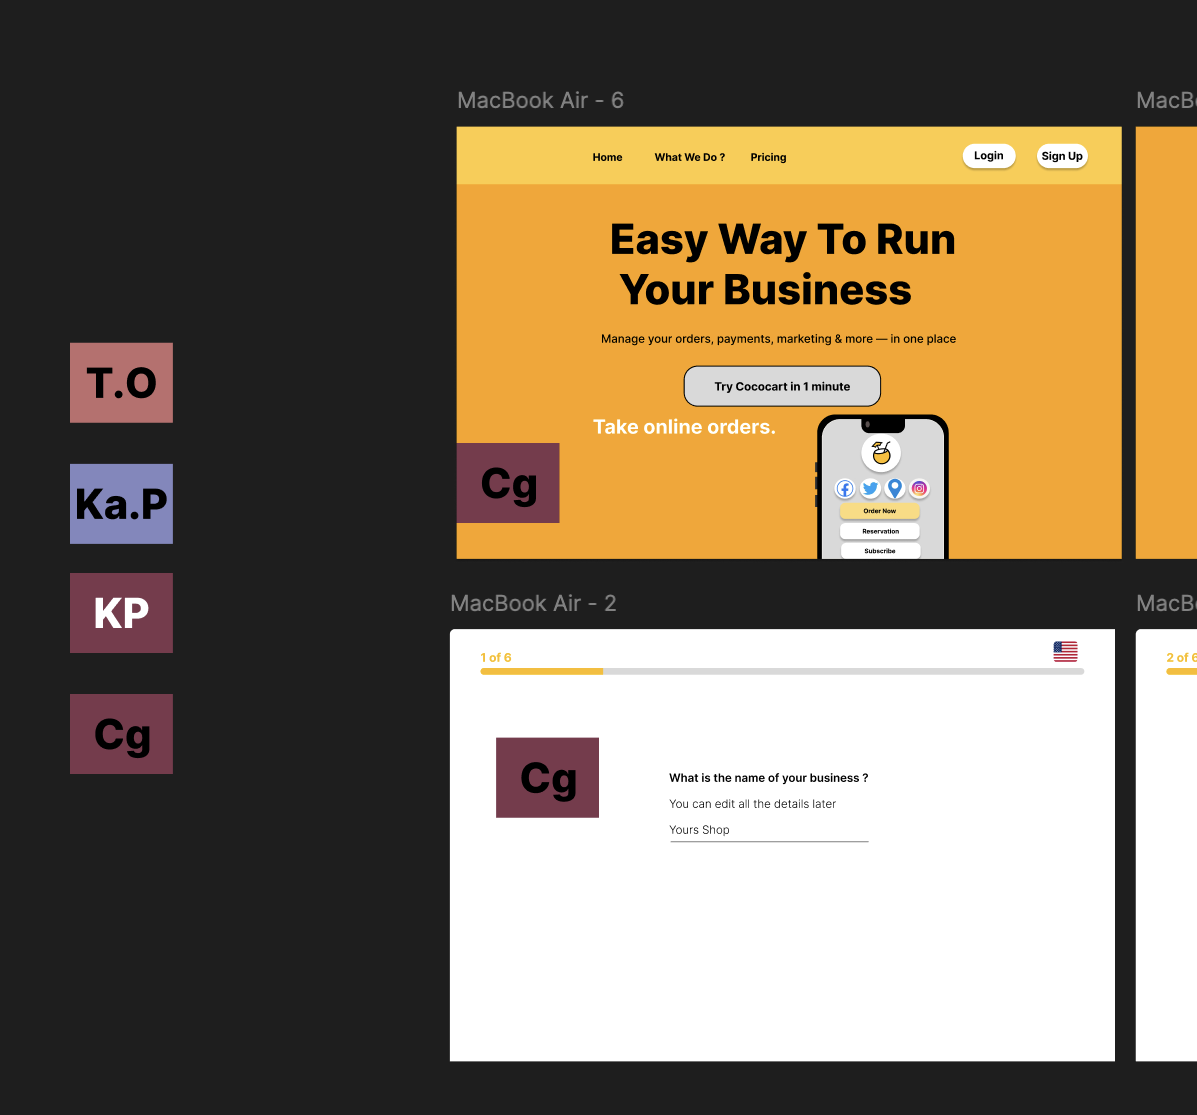 MacBook Air - 6
MacB
Home What We Do ? Pricing Login Sign Up
Easy Way To Run
Your Business
Manage your orders, payments, marketing & more — in one place
Try Cococart in 1 minute
Take online orders.
Cg
Order Now
Reservation
Subscribe
T.O
Ka.P
KP
Cg
MacBook Air - 2
MacB
1 of 6
2 of 6
Cg
What is the name of your business ?
You can edit all the details later
Yours Shop